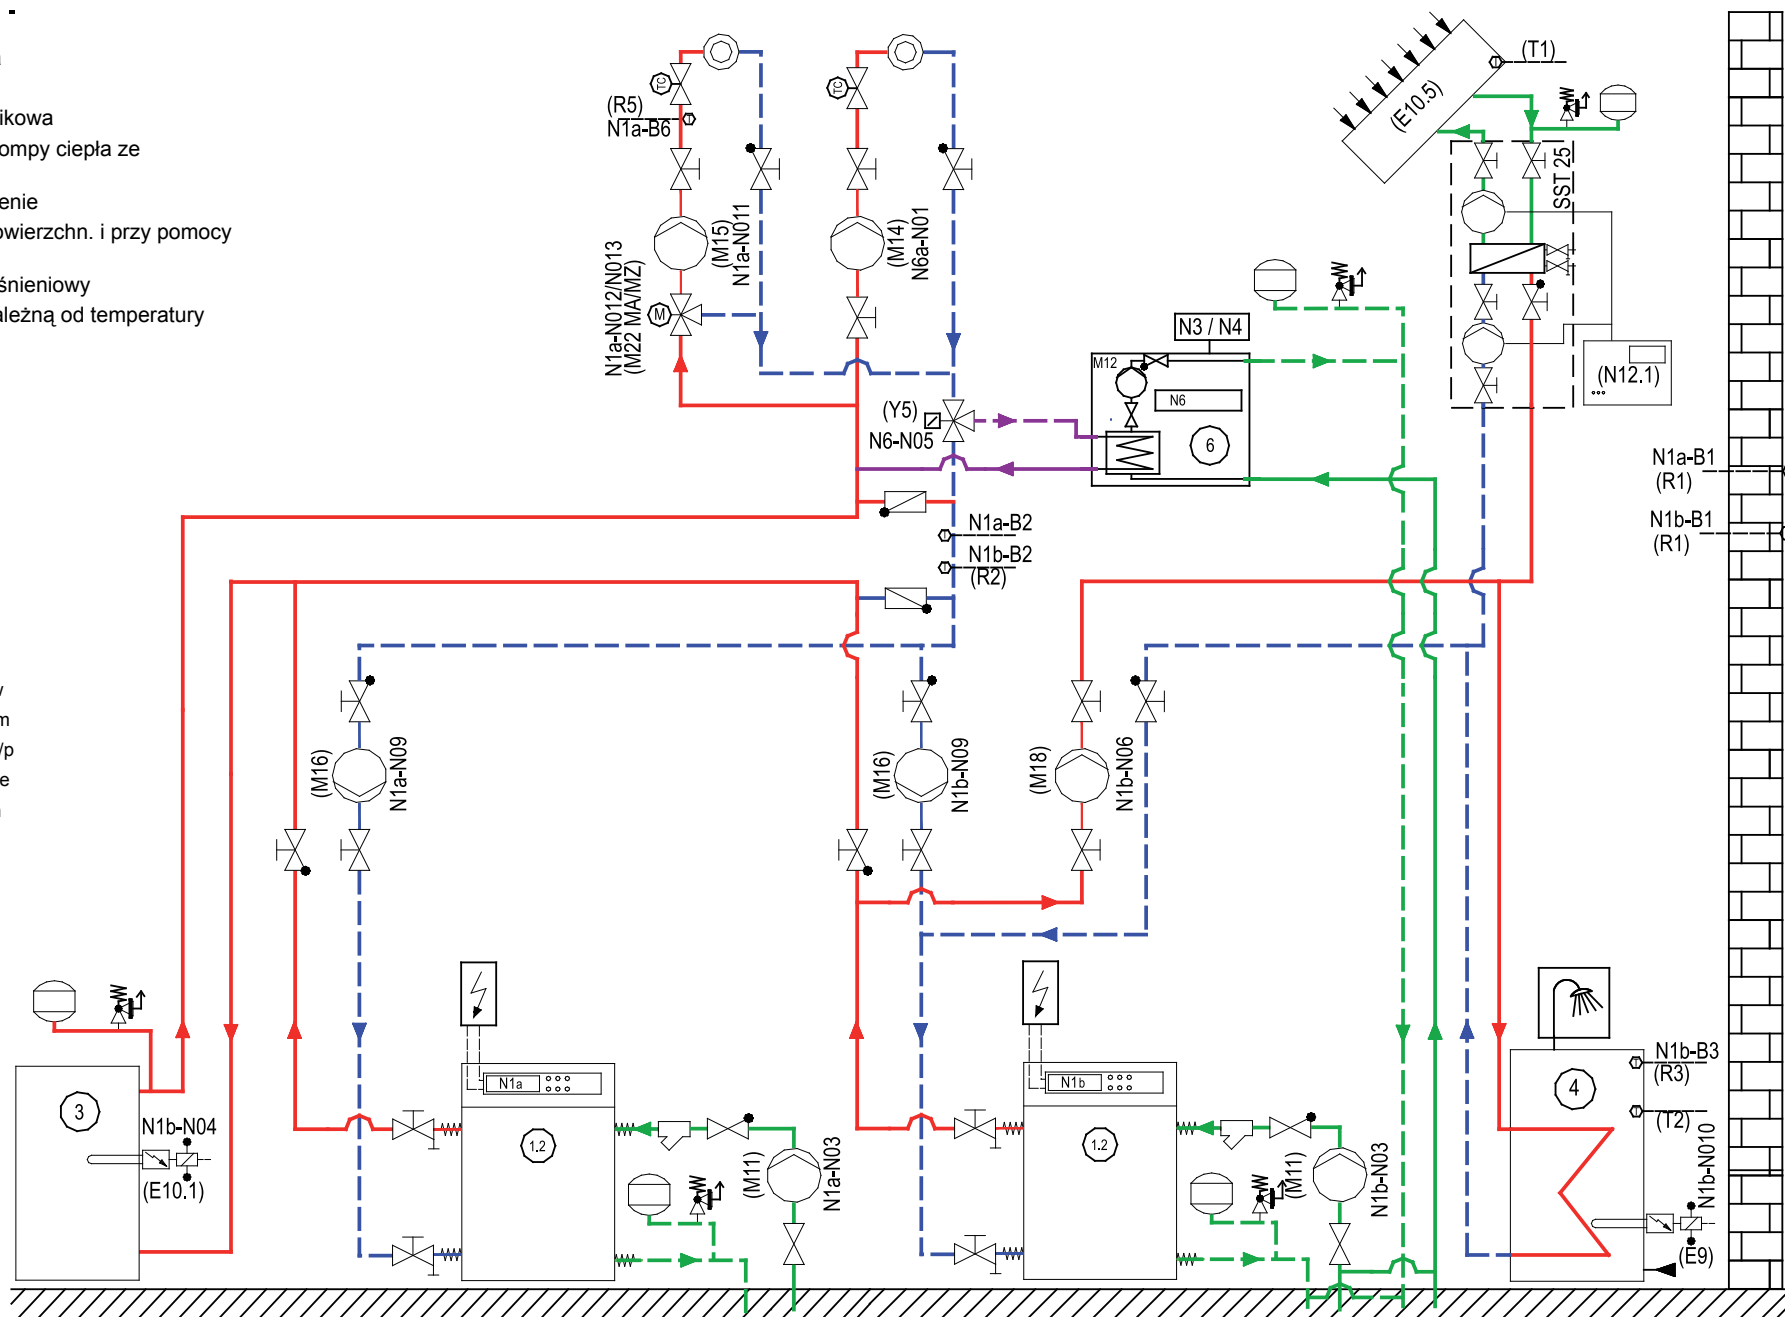 -
ikowa
ompy ciepła ze
enie
owierzchn. i przy pomocy
śnieniowy
ależną od temperatury
m
/p
e
TC
TC
(R5)
N1a-B6
(M15)
N1a-N011
(M14)
N6a-N01
N1a-N012/N013
(M22 MA/MZ)
M
(T1)
(E10.5)
SST 25
(N12.1)
N3 / N4
M12
N6
6
(Y5)
N6-N05
N1a-B2
N1b-B2
(R2)
N1a-B1
(R1)
N1b-B1
(R1)
(M16)
N1a-N09
(M16)
N1b-N09
(M18)
N1b-N06
3
N1b-N04
(E10.1)
N1a
1.2
(M11)
N1a-N03
N1b
1.2
(M11)
N1b-N03
4
N1b-B3
(R3)
(T2)
N1b-N010
(E9)